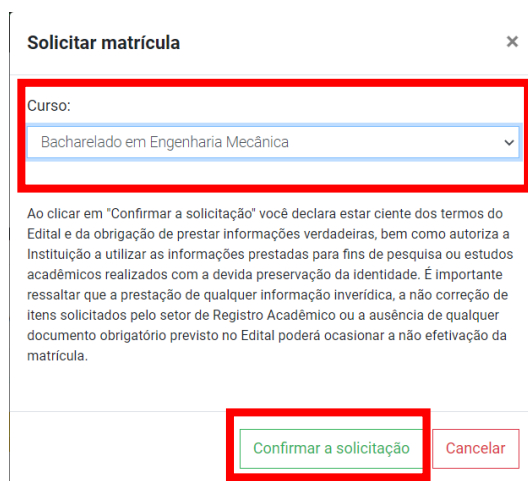 Solicitar matrícula ×
Curso:
Bacharelado em Engenharia Mecânica
Ao clicar em "Confirmar a solicitação" você declara estar ciente dos termos do
Edital e da obrigação de prestar informações verdadeiras, bem como autoriza a
Instituição a utilizar as informações prestadas para fins de pesquisa ou estudos
acadêmicos realizados com a devida preservação da identidade. É importante
ressaltar que a prestação de qualquer informação inverídica, a não correção de
itens solicitados pelo setor de Registro Acadêmico ou a ausência de qualquer
documento obrigatório previsto no Edital poderá ocasionar a não efetivação da
matrícula.
Confirmar a solicitação Cancelar